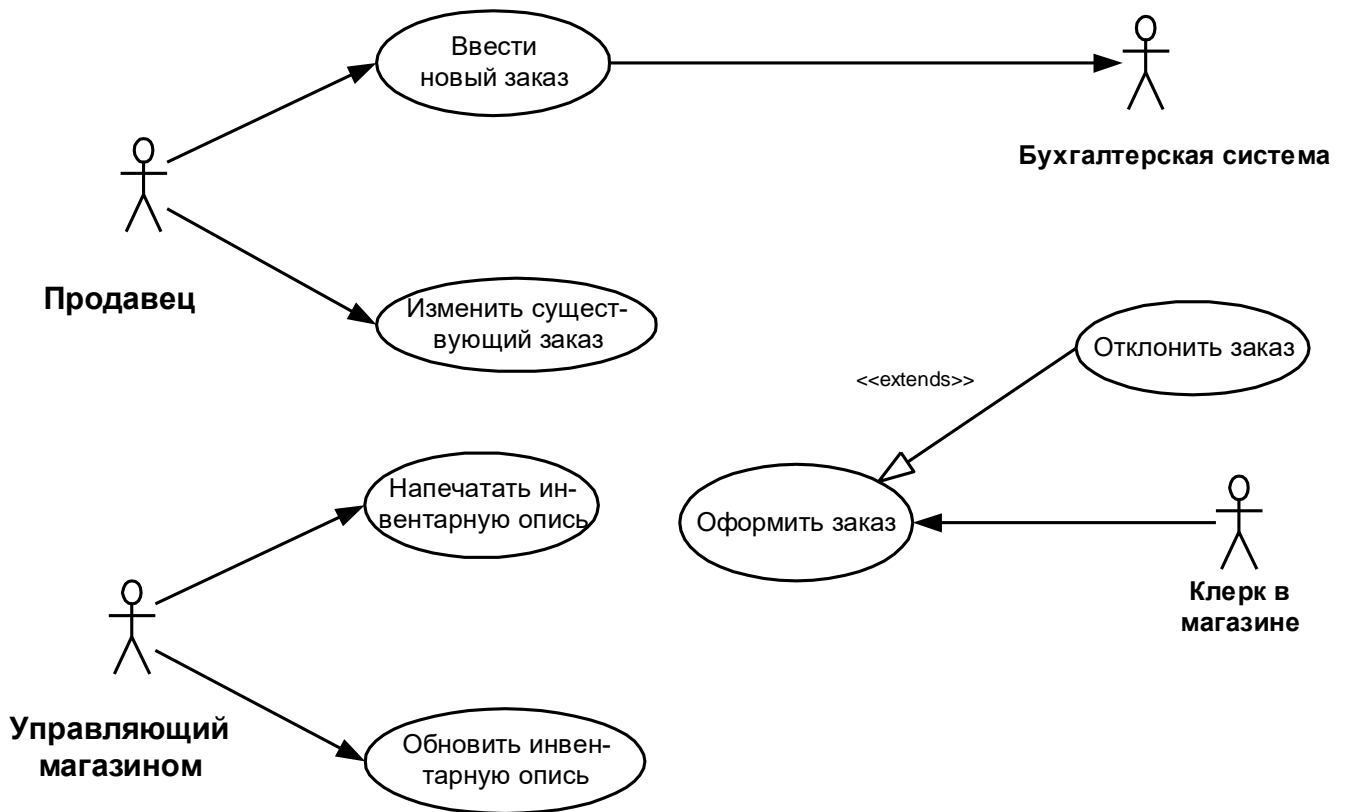 Ввести
новый заказ
Бухгалтерская система
Продавец
Изменить сущест-
вующий заказ
Отклонить заказ
<<extends>>
Напечатать ин-
вентарную опись
Оформить заказ
Клерк в
магазине
Управляющий
магазином
Обновить инвен-
тарную опись